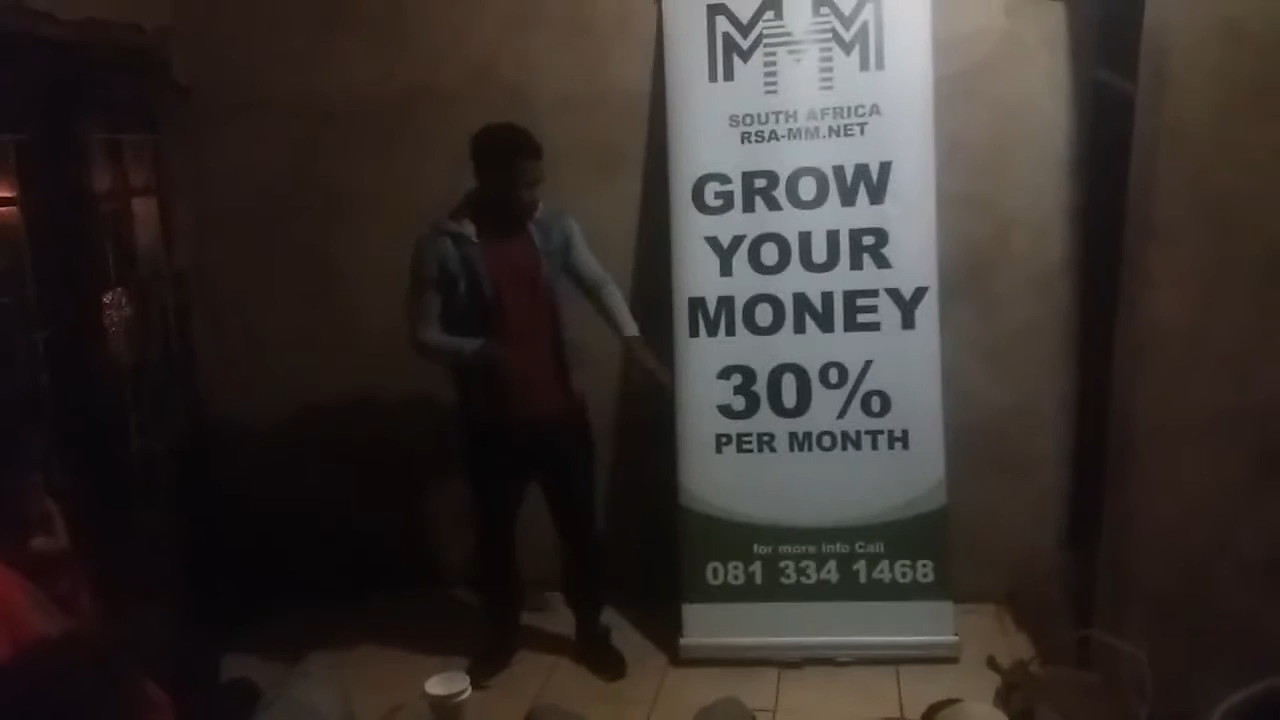 MMM
SOUTH AFRICA
RSA-MM.NET
GROW
YOUR
MONEY
30%
PER MONTH
for more info Call
081 334 1468